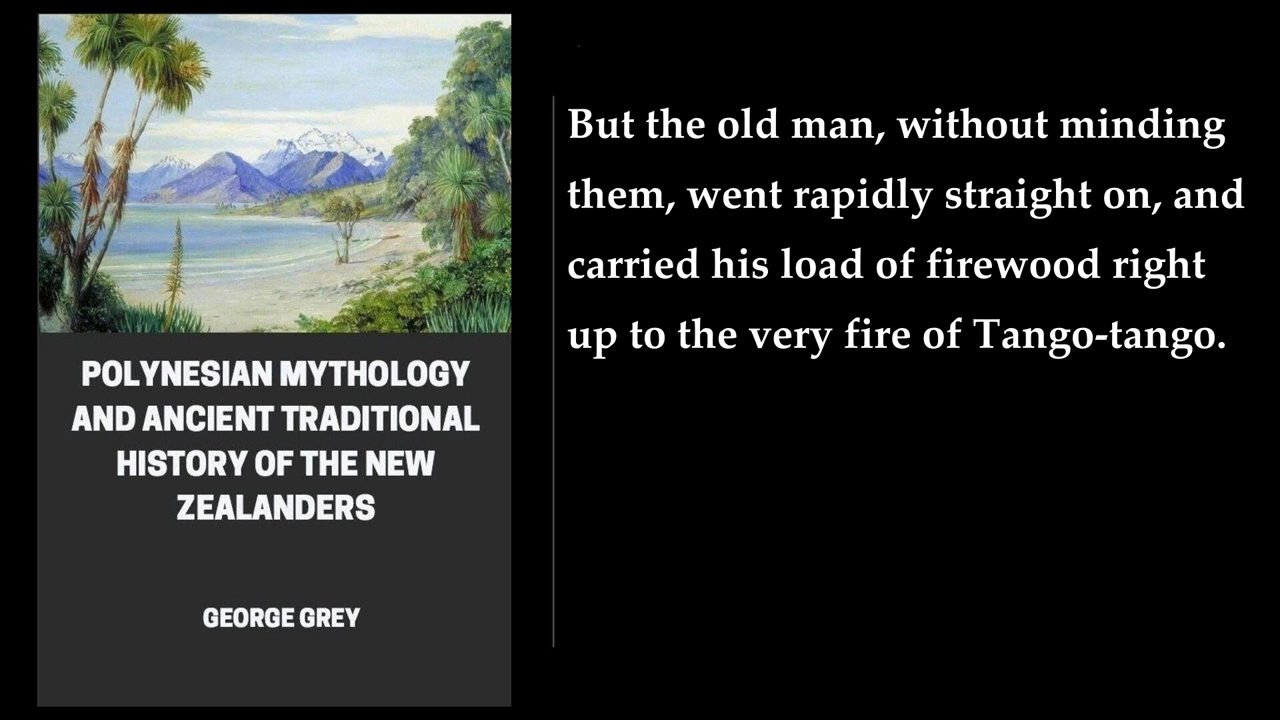 POLYNESIAN MYTHOLOGY
AND ANCIENT TRADITIONAL
HISTORY OF THE NEW
ZEALANDERS
GEORGE GREY
But the old man, without minding
them, went rapidly straight on, and
carried his load of firewood right
up to the very fire of Tango-tango.